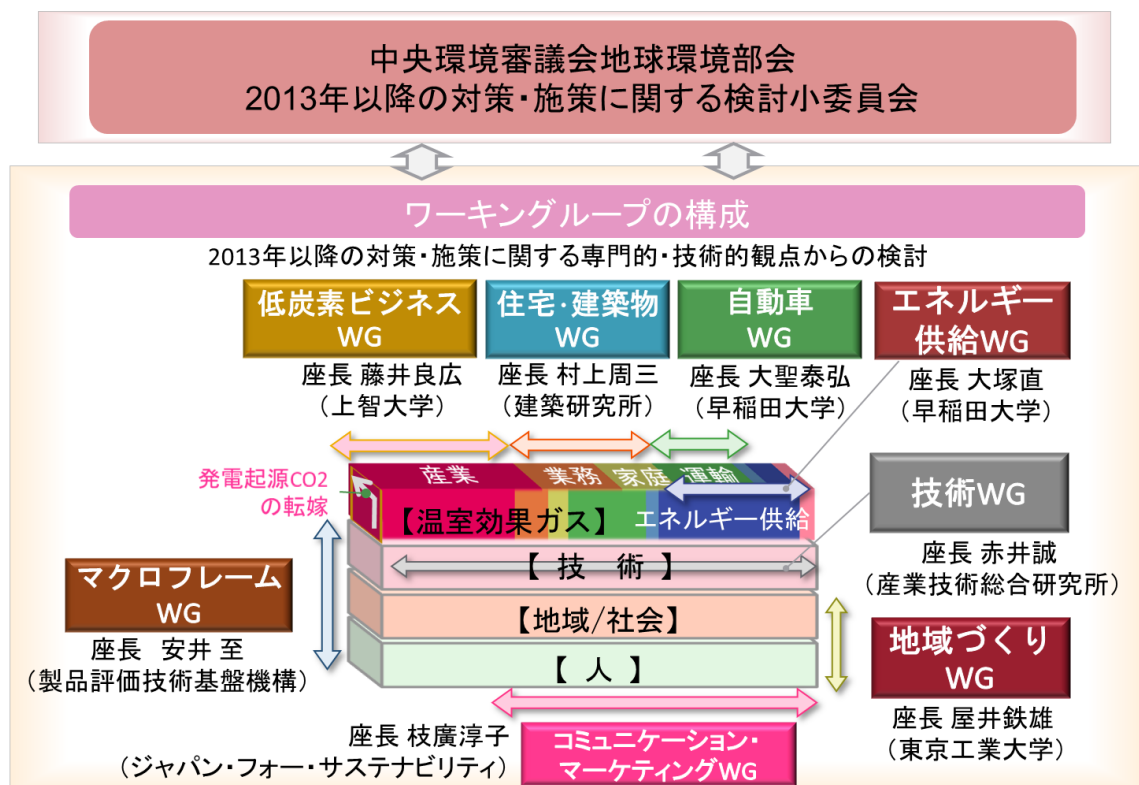 中央環境審議会地球環境部会
2013年以降の対策・施策に関する検討小委員会
ワーキングループの構成
2013年以降の対策・施策に関する専門的・技術的観点からの検討
低炭素ビジネス
WG
座長 藤井良広
（上智大学）
住宅・建築物
WG
座長 村上周三
（建築研究所）
自動車
WG
座長 大聖泰弘
（早稲田大学）
エネルギー
供給WG
座長 大塚直
（早稲田大学）
発電起源CO2
の転嫁
産業
業務
家庭
運輸
【温室効果ガス】
エネルギー供給
技術WG
座長 赤井誠
（産業技術総合研究所）
【 技 術 】
マクロフレーム
WG
座長 安井 至
（製品評価技術基盤機構）
【地域/社会】
【 人 】
地域づくり
WG
座長 屋井鉄雄
（東京工業大学）
座長 枝廣淳子
（ジャパン・フォー・サステナビリティ）
コミュニケーション・
マーケティングWG